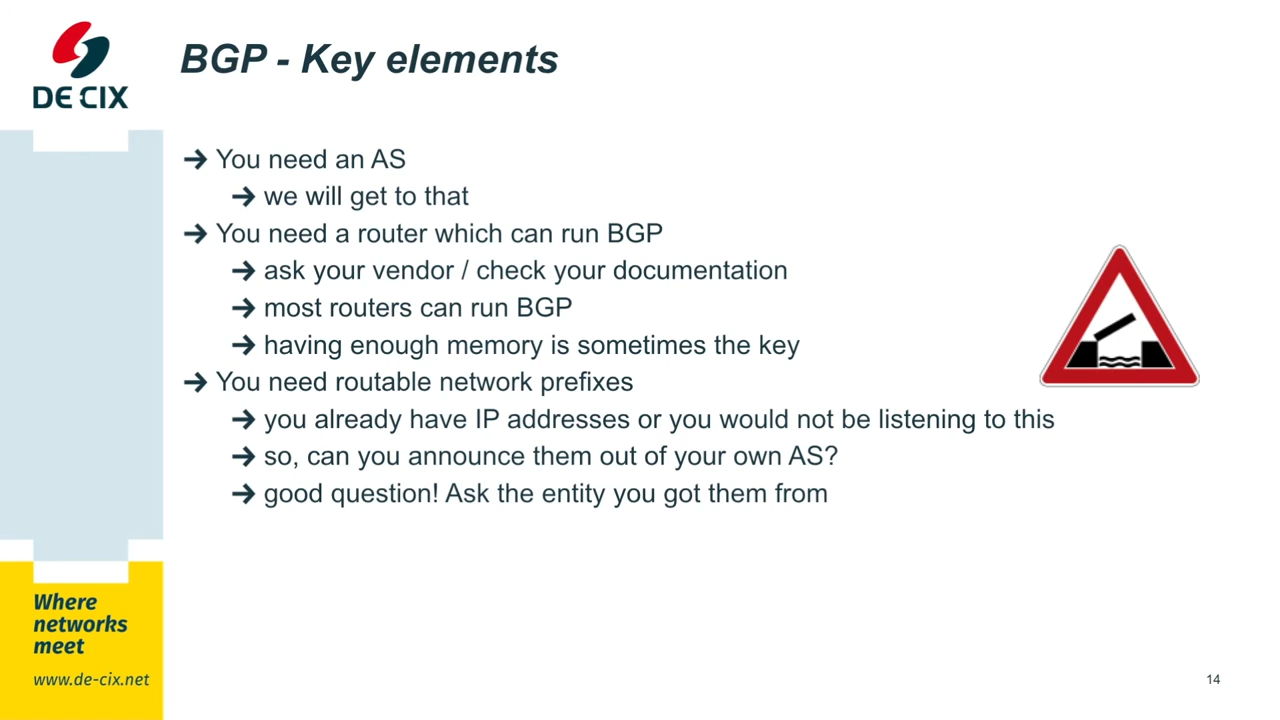 DE CIX
BGP - Key elements
➔ You need an AS
➔ we will get to that
➔ You need a router which can run BGP
➔ ask your vendor / check your documentation
➔ most routers can run BGP
➔ having enough memory is sometimes the key
➔ You need routable network prefixes
➔ you already have IP addresses or you would not be listening to this
➔ so, can you announce them out of your own AS?
➔ good question! Ask the entity you got them from
Where
networks
meet
www.de-cix.net
14